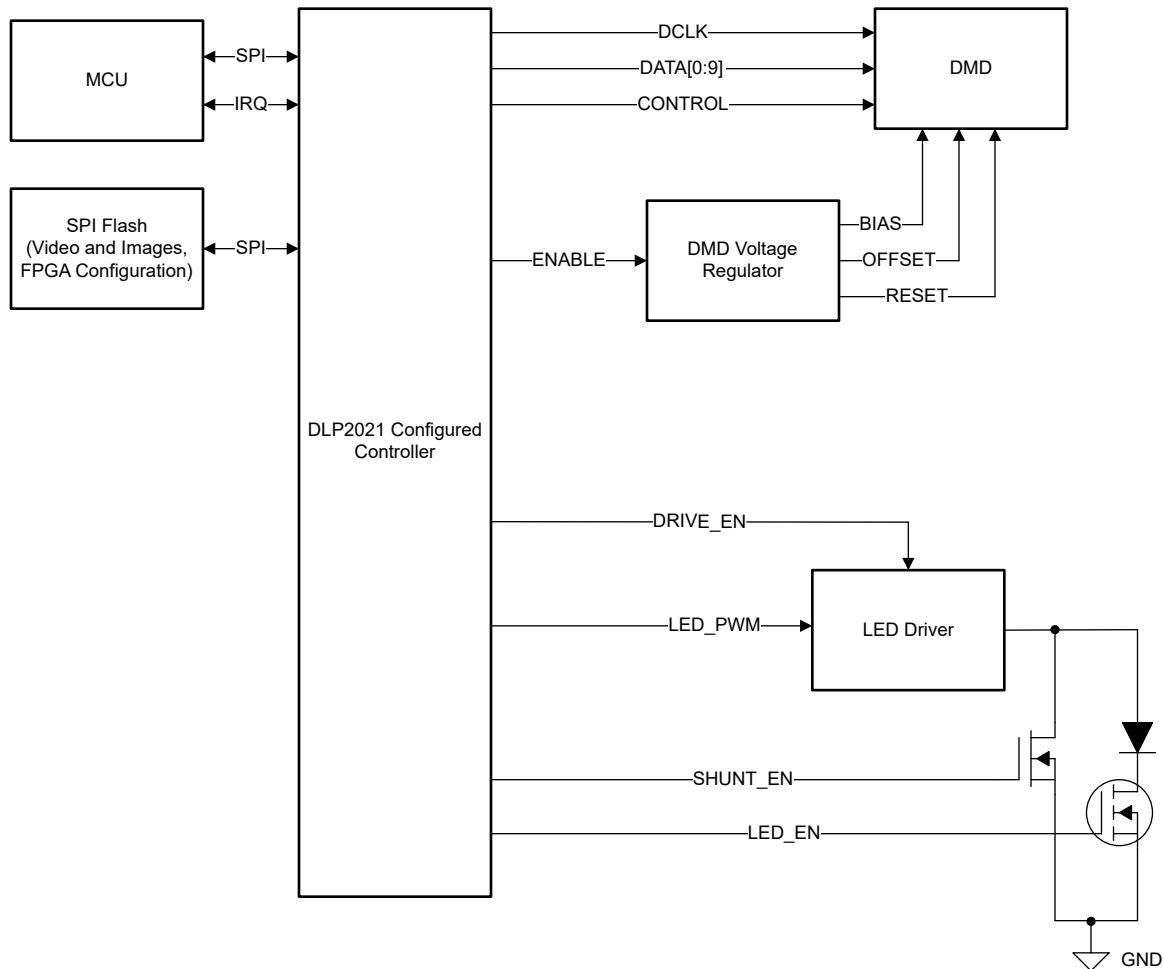 MCU
SPI
IRQ
SPI Flash
(Video and Images,
FPGA Configuration)
SPI
DLP2021 Configured
Controller
DCLK
DATA[0:9]
CONTROL
DMD
ENABLE
DMD Voltage
Regulator
BIAS
OFFSET
RESET
DRIVE_EN
LED_PWM
LED Driver
SHUNT_EN
LED_EN
GND